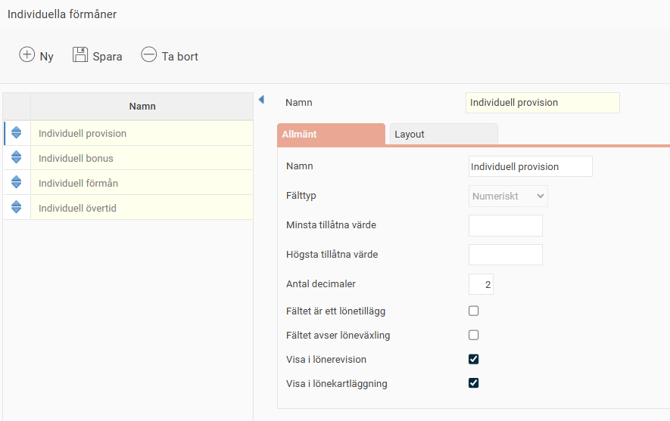 Individuella förmåner
Ny Spara Ta bort
Namn
Individuell provision
Individuell bonus
Individuell förmån
Individuell övertid
Namn Individuell provision
Allmänt Layout
Namn Individuell provision
Fälttyp Numeriskt
Minsta tillåtna värde
Högsta tillåtna värde
Antal decimaler 2
Fältet är ett lönetillägg
Fältet avser löneväxling
Visa i lönerevision
Visa i lönekartläggning